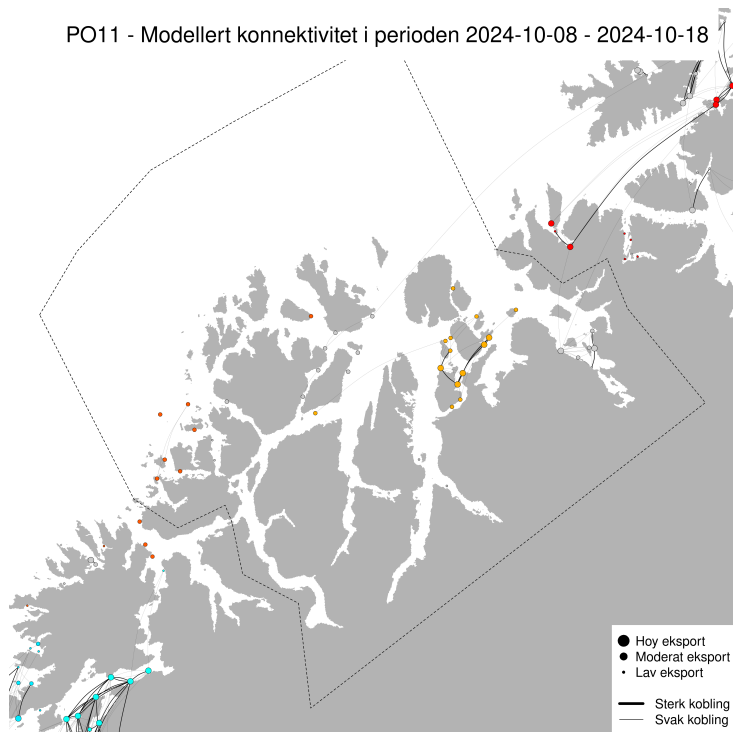 PO11 - Modellert konnektivitet i perioden 2024-10-08 - 2024-10-18
Hoy eksport
Moderat eksport
Lav eksport
Sterk kobling
Svak kobling